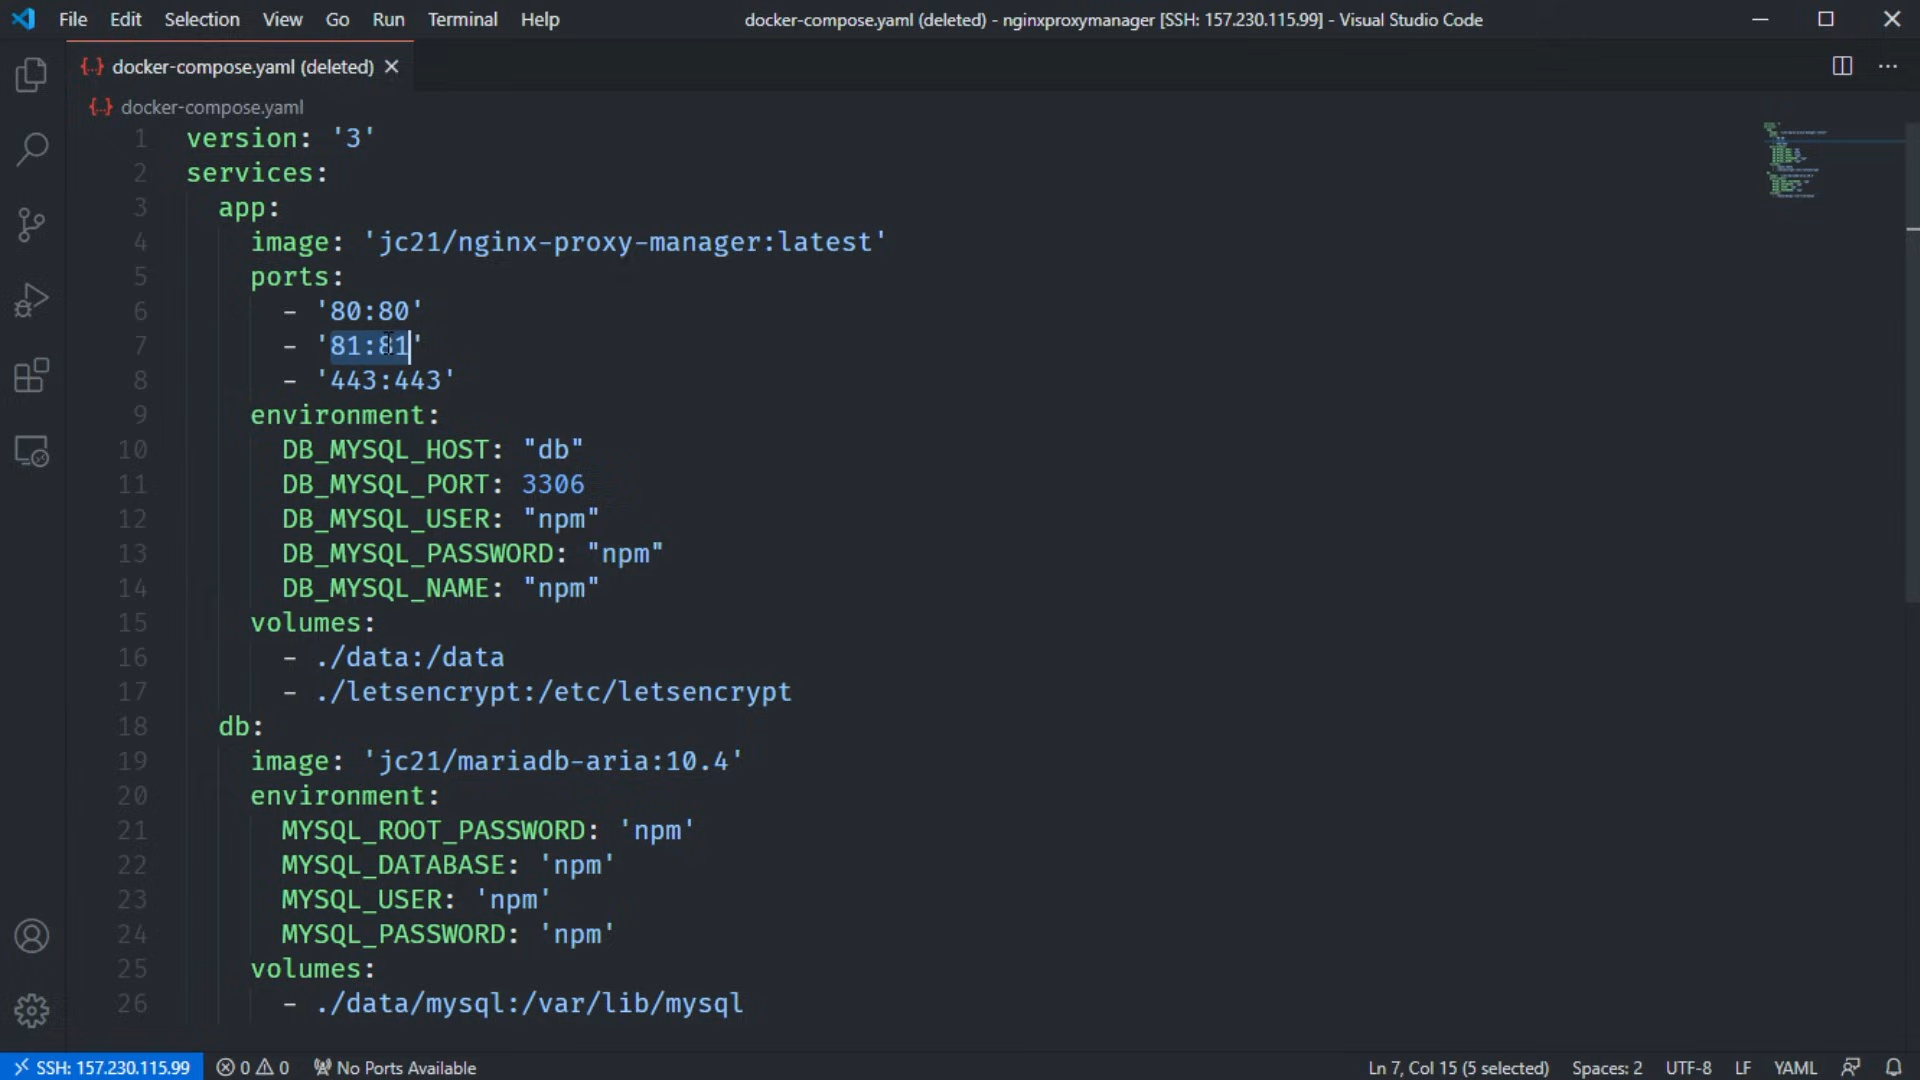 File Edit Selection View Go Run Terminal Help docker-compose.yaml (deleted) - nginxproxymanager [SSH: 157.230.115.99] - Visual Studio Code
{..} docker-compose.yaml (deleted)
{..} docker-compose.yaml
1 version: '3'
2 services:
3   app:
4     image: 'jc21/nginx-proxy-manager:latest'
5     ports:
6       - '80:80'
7       - '81:81'
8       - '443:443'
9     environment:
10       DB_MYSQL_HOST: "db"
11       DB_MYSQL_PORT: 3306
12       DB_MYSQL_USER: "npm"
13       DB_MYSQL_PASSWORD: "npm"
14       DB_MYSQL_NAME: "npm"
15     volumes:
16       - ./data:/data
17       - ./letsencrypt:/etc/letsencrypt
18   db:
19     image: 'jc21/mariadb-aria:10.4'
20     environment:
21       MYSQL_ROOT_PASSWORD: 'npm'
22       MYSQL_DATABASE: 'npm'
23       MYSQL_USER: 'npm'
24       MYSQL_PASSWORD: 'npm'
25     volumes:
26       - ./data/mysql:/var/lib/mysql
SSH: 157.230.115.99 0 0 No Ports Available Ln 7, Col 15 (5 selected) Spaces: 2 UTF-8 LF YAML